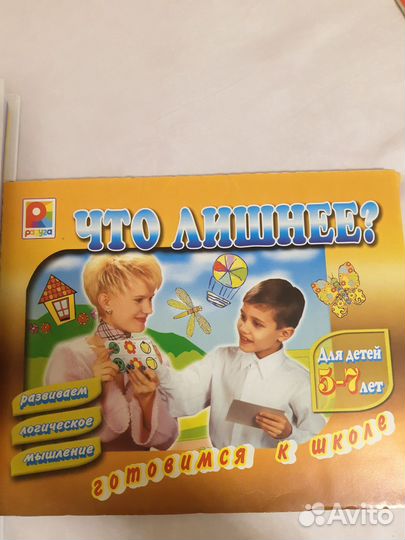 радуга
ЧТО ЛИШНЕЕ?
Для детей
5-7
лет
развиваем
логическое
мышление
готовимся к школе
Avito